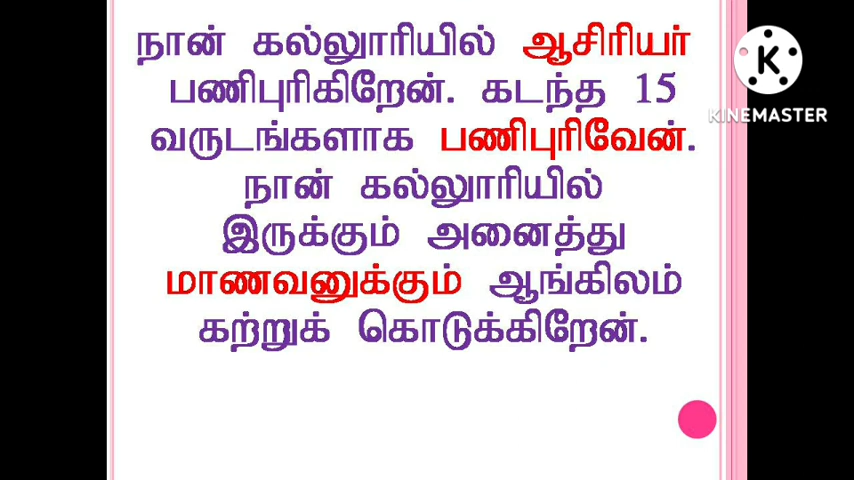 நான் கல்லூரியில் ஆசிரியர்
பணிபுரிகிறேன். கடந்த 15
வருடங்களாக பணிபுரிவேன்.
நான் கல்லூரியில்
இருக்கும் அனைத்து
மாணவனுக்கும் ஆங்கிலம்
கற்றுக் கொடுக்கிறேன்.
K
KINEMASTER